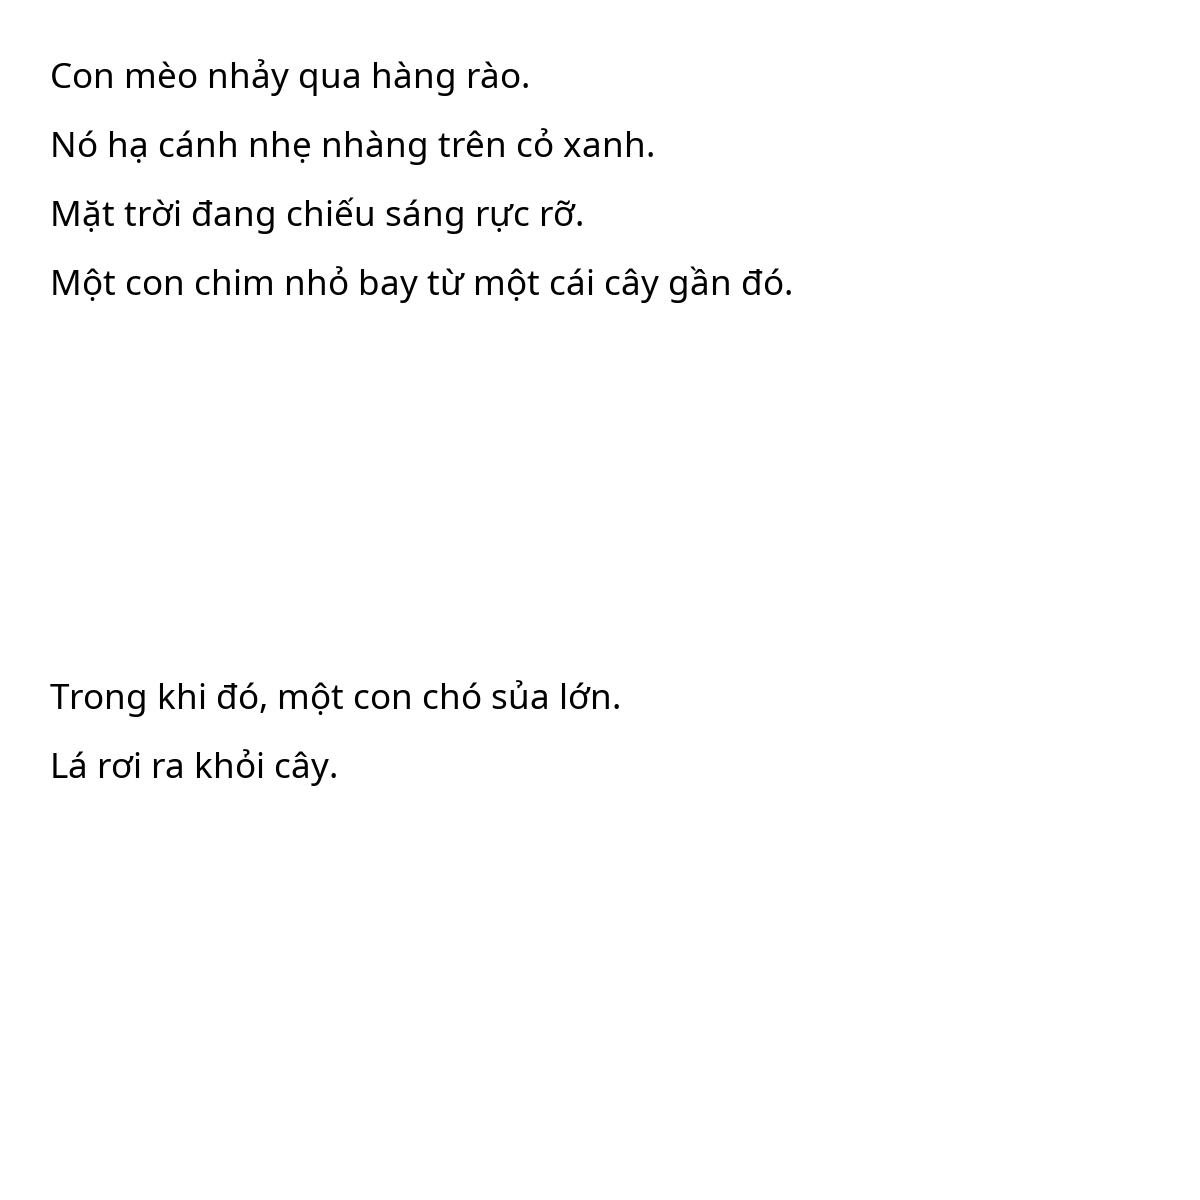 Con mèo nhảy qua hàng rào.
Nó hạ cánh nhẹ nhàng trên cỏ xanh.
Mặt trời đang chiếu sáng rực rỡ.
Một con chim nhỏ bay từ một cái cây gần đó.
Trong khi đó, một con chó sủa lớn.
Lá rơi ra khỏi cây.